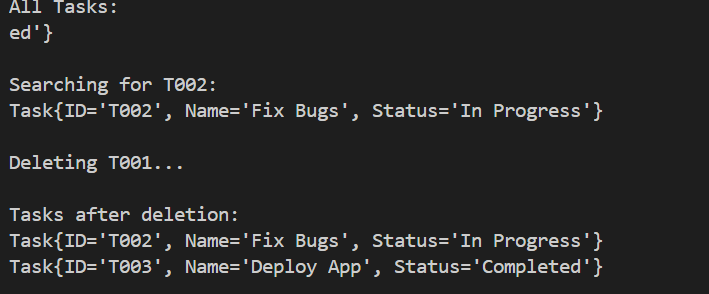 All Tasks:
ed'}
Searching for T002:
Task{ID='T002', Name='Fix Bugs', Status='In Progress'}
Deleting T001...
Tasks after deletion:
Task{ID='T002', Name='Fix Bugs', Status='In Progress'}
Task{ID='T003', Name='Deploy App', Status='Completed'}